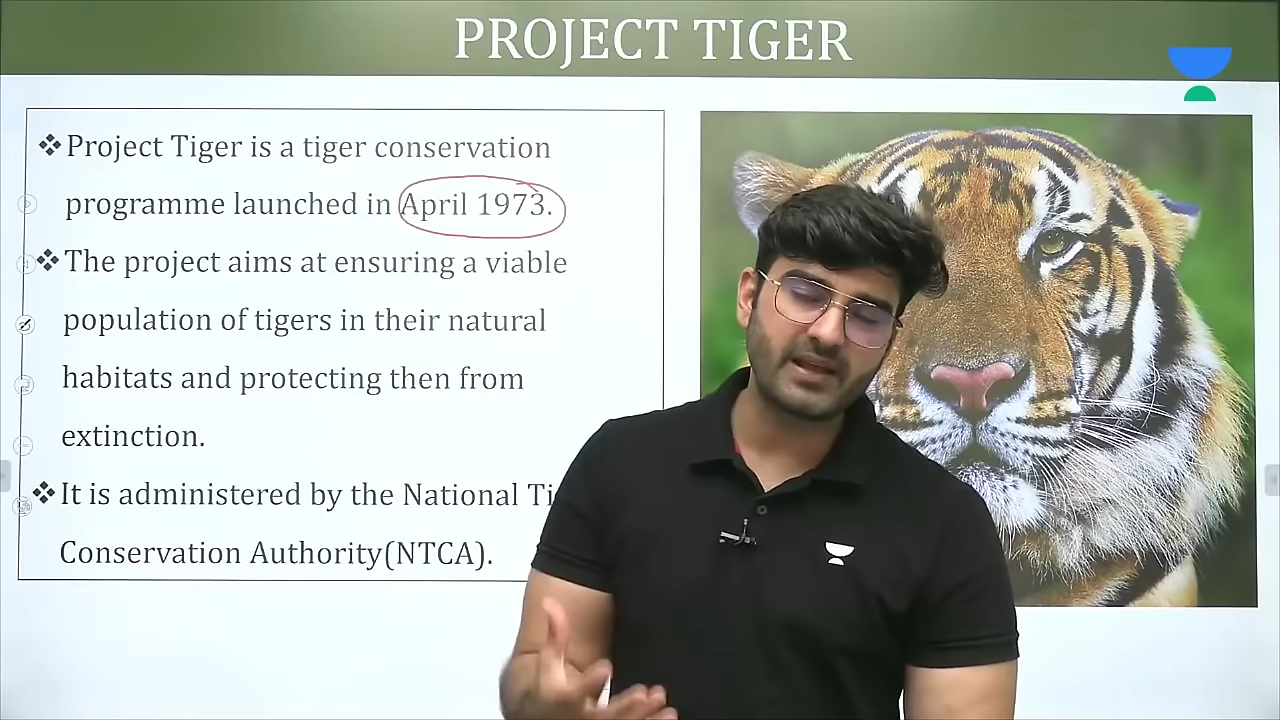 PROJECT TIGER
❖Project Tiger is a tiger conservation
programme launched in April 1973.
❖The project aims at ensuring a viable
population of tigers in their natural
habitats and protecting then from
extinction.
❖It is administered by the National
Conservation Authority(NTCA).